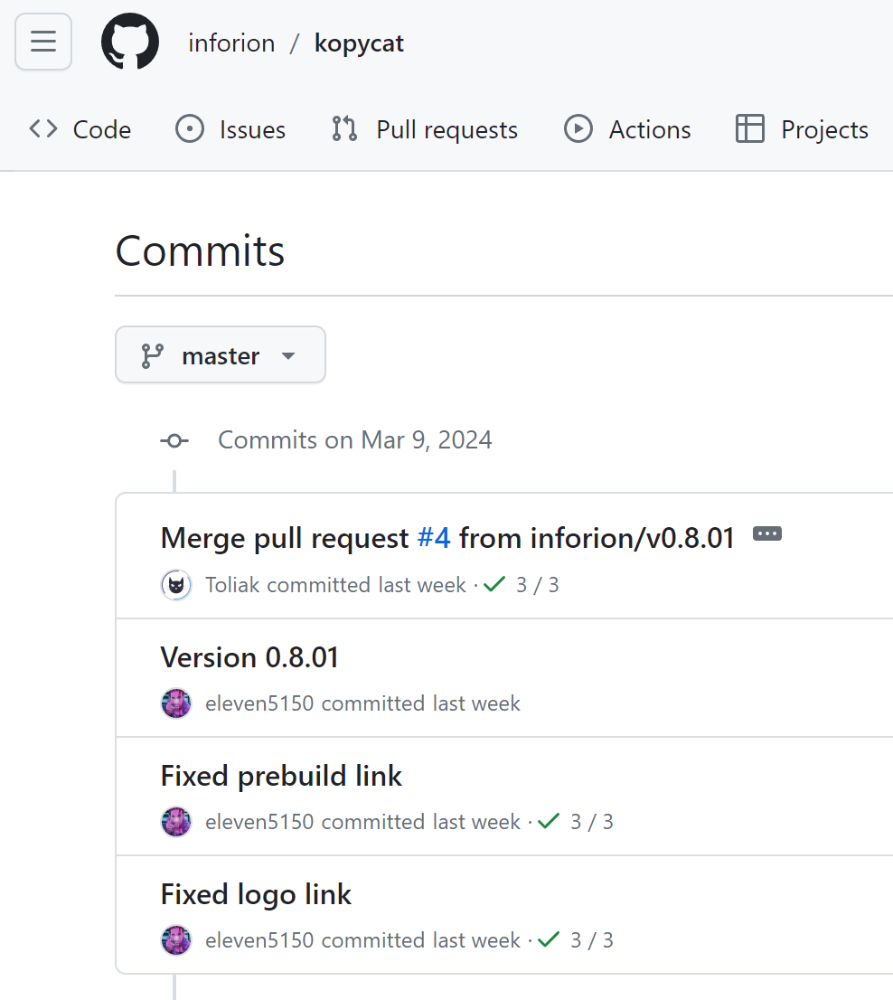 inforion / kopycat
Code Issues Pull requests Actions Projects
Commits
master
Commits on Mar 9, 2024
Merge pull request #4 from inforion/v0.8.01
Toliak committed last week · 3 / 3
Version 0.8.01
eleven5150 committed last week
Fixed prebuild link
eleven5150 committed last week · 3 / 3
Fixed logo link
eleven5150 committed last week · 3 / 3